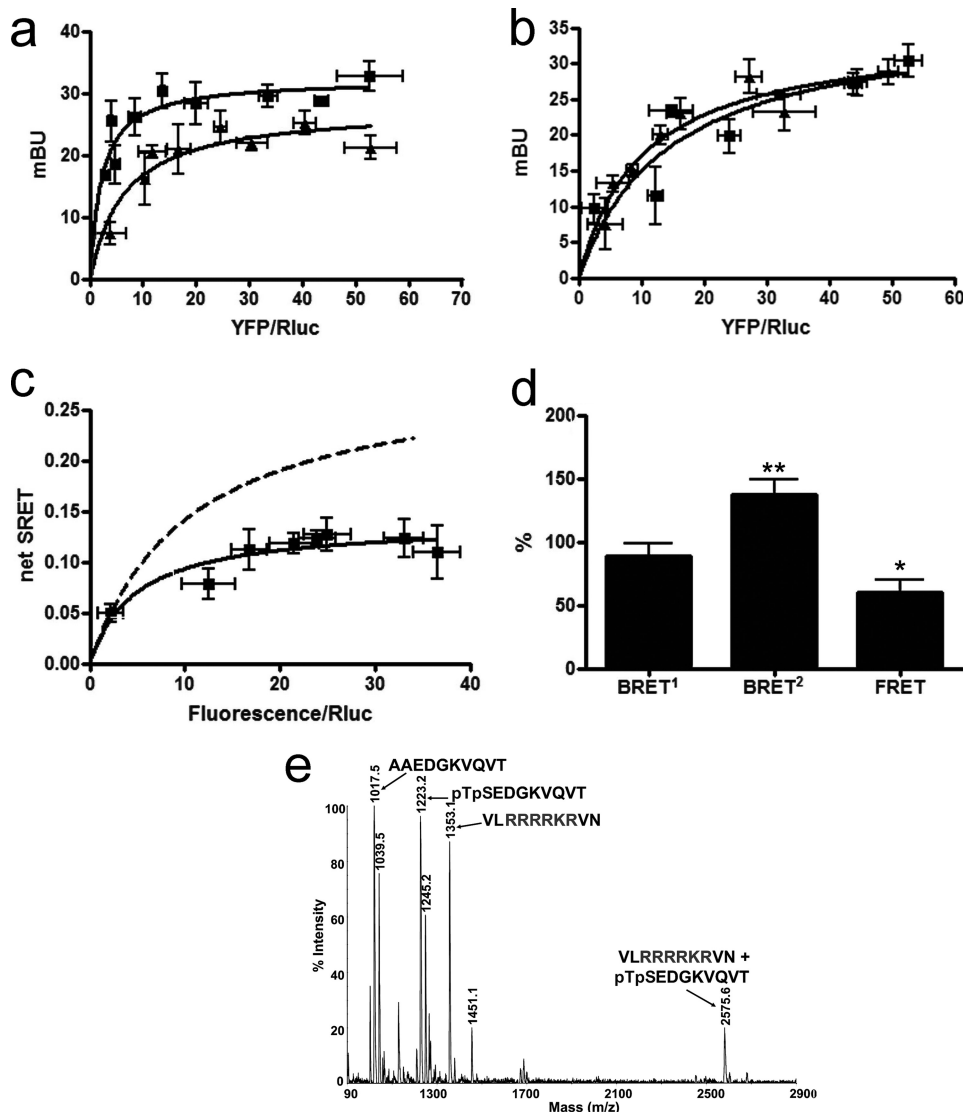 a
40
30
20
10
0
mBU
0 10 20 30 40 50 60 70
YFP/Rluc
b
35
30
25
20
15
10
5
0
mBU
0 10 20 30 40 50 60
YFP/Rluc
c
0.25
0.20
0.15
0.10
0.05
0.00
net SRET
0 10 20 30 40
Fluorescence/Rluc
d
200
150
100
50
0
%
**
*
BRET¹ BRET² FRET
e
AAEDGKVQVT
pTpSEDGKVQVT
VLRRRRKRVN
VLRRRRKRVN +
pTpSEDGKVQVT
1017.5
1039.5
1223.2
1245.2
1353.1
1451.1
2575.6
100
80
60
40
20
0
% Intensity
90 1300 1700 2100 2500 2900
Mass (m/z)